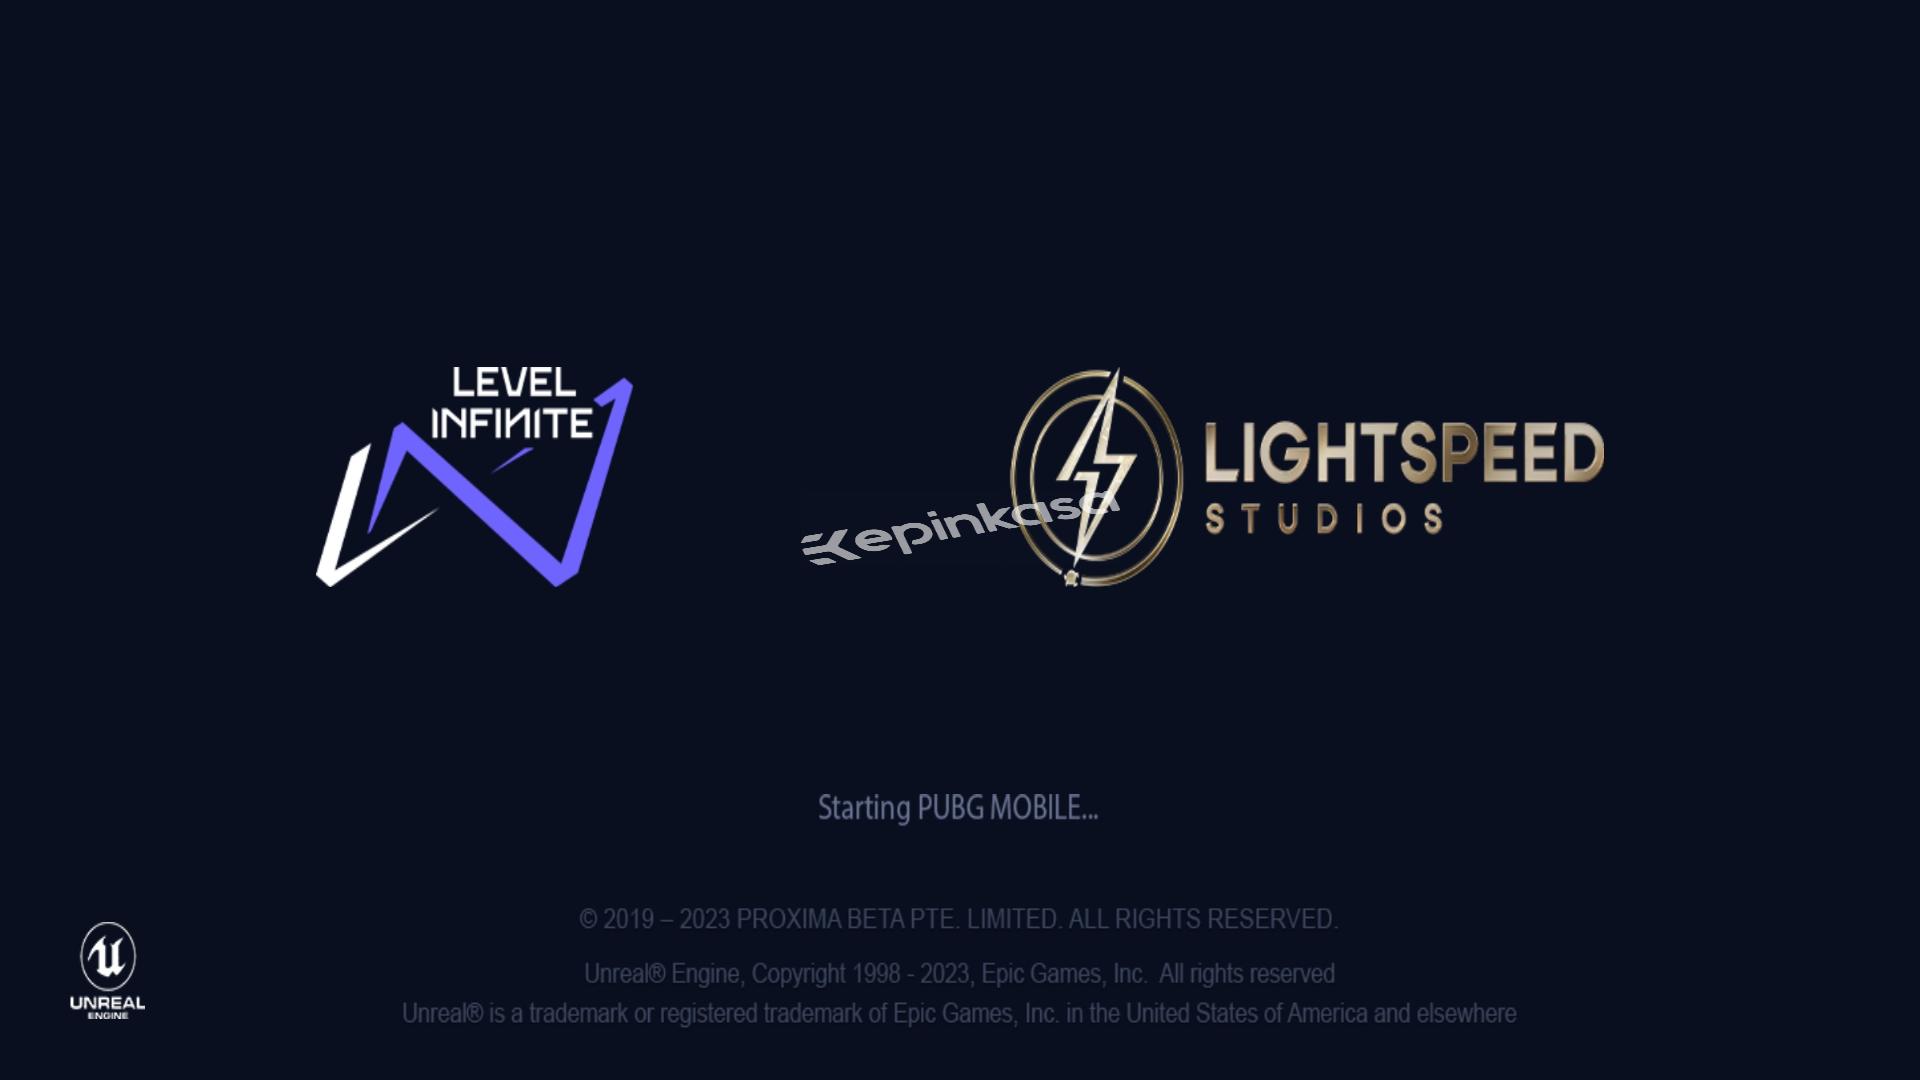 LEVEL
INFINITE
LIGHTSPEED
STUDIOS
epinkasa
Starting PUBG MOBILE...
© 2019 – 2023 PROXIMA BETA PTE. LIMITED. ALL RIGHTS RESERVED.
Unreal® Engine, Copyright 1998 - 2023, Epic Games, Inc. All rights reserved
Unreal® is a trademark or registered trademark of Epic Games, Inc. in the United States of America and elsewhere
UNREAL
ENGINE